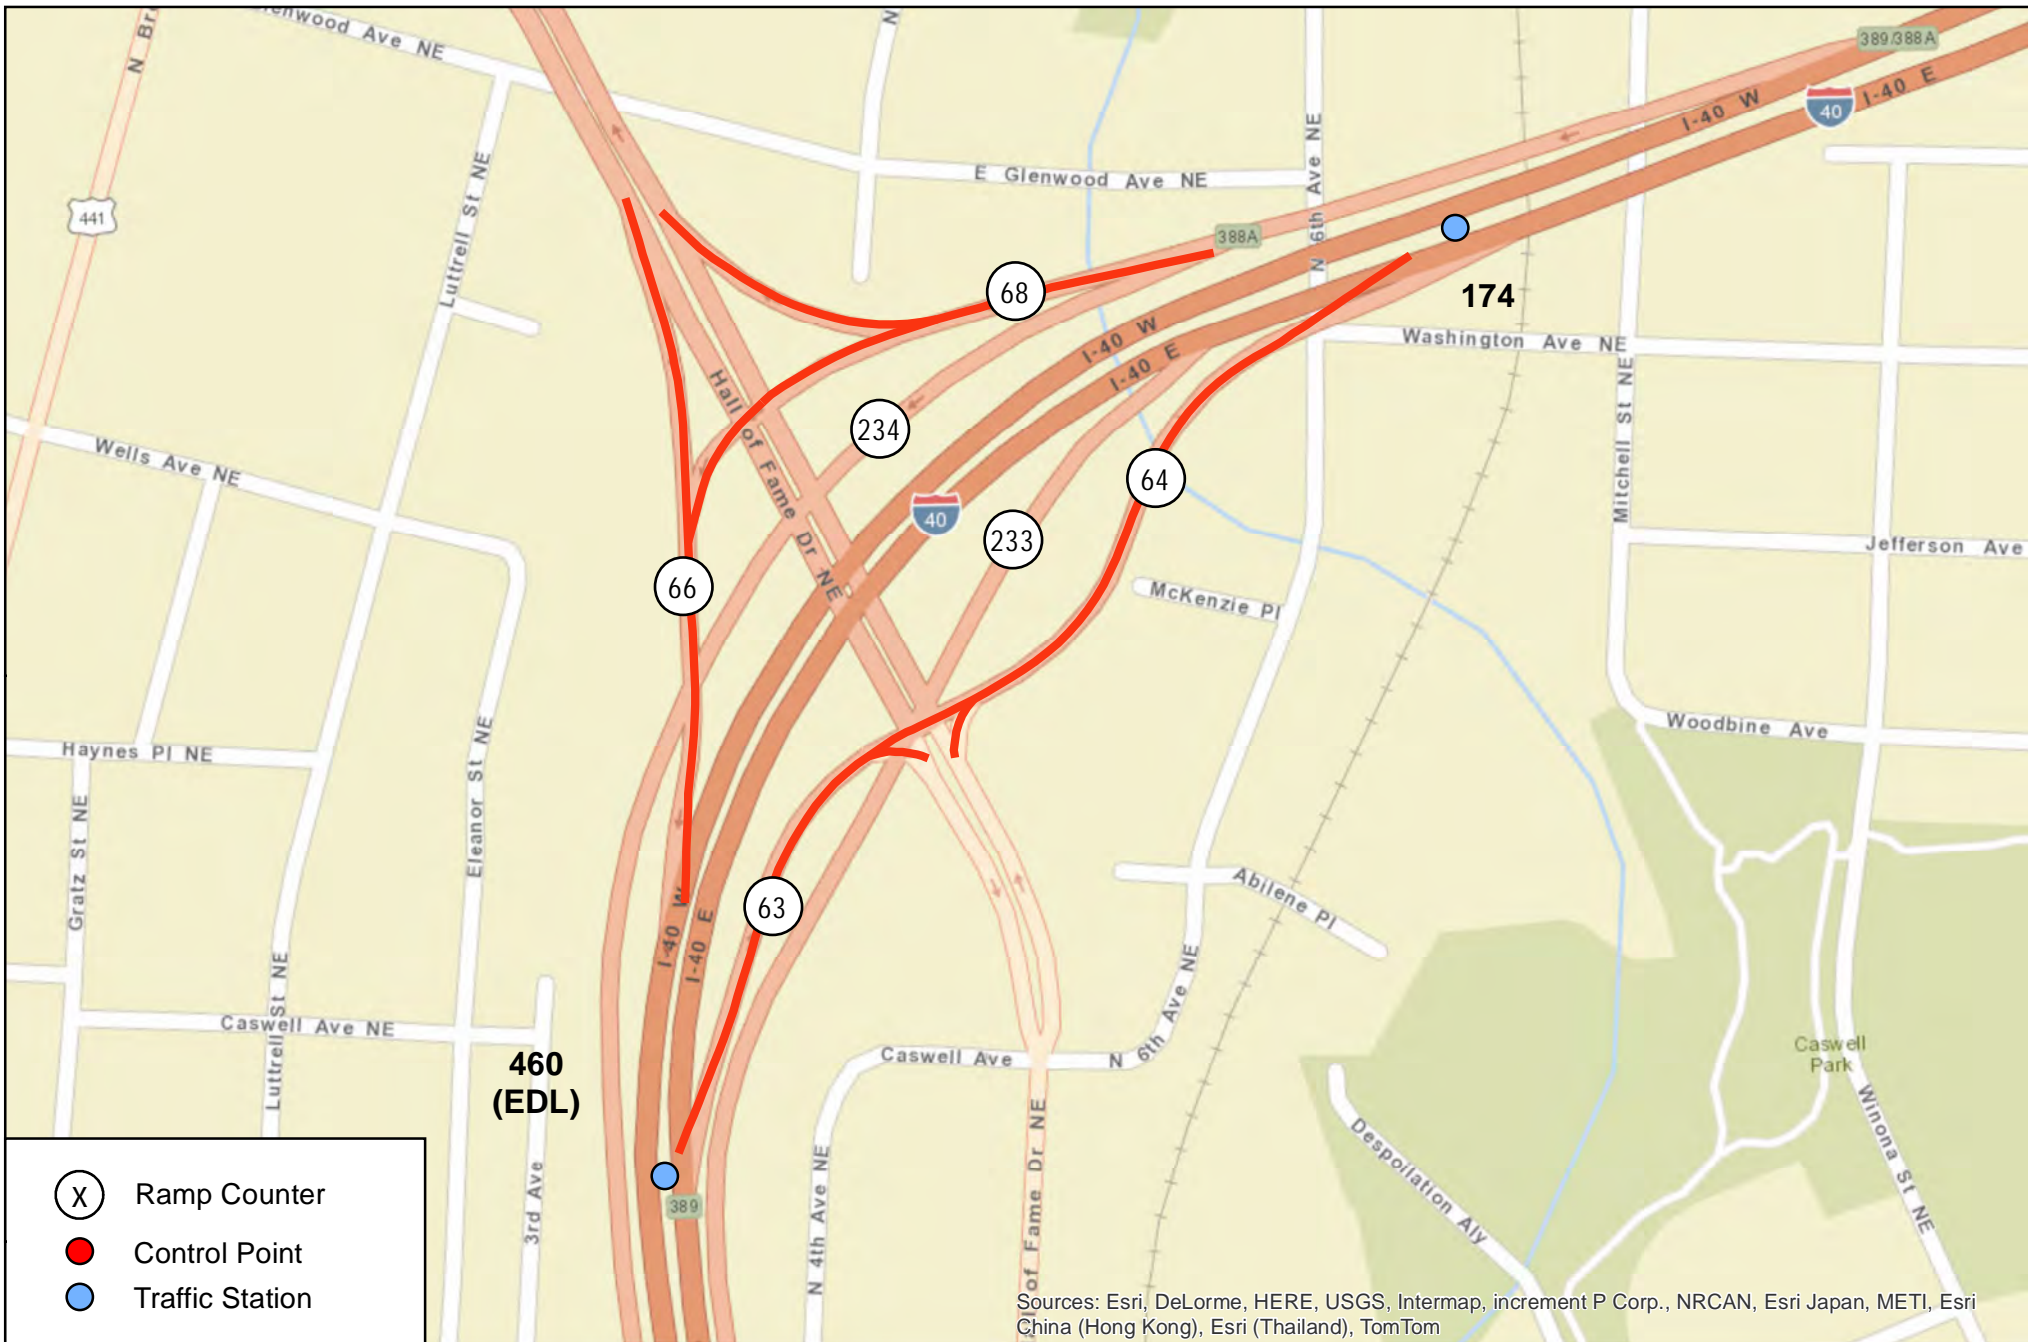 N Br
lenwood Ave NE
N
389/388A
I-40 W
I-40 E
40
441
Luttrell St NE
E Glenwood Ave NE
N 6th Ave NE
388A
68
174
I-40 W
I-40 E
Washington Ave NE
Mitchell St NE
Hall of Fame Dr NE
234
Wells Ave NE
64
40
233
Jefferson Ave
66
McKenzie Pl
Haynes Pl NE
Eleanor St NE
Woodbine Ave
Gratz St NE
63
Abilene Pl
I-40 W
I-40 E
Luttrell St NE
Caswell Ave NE
N 6th Ave NE
Caswell Ave
Caswell
Park
460
(EDL)
Winona St NE
Despoilation Aly
3rd Ave
N 4th Ave NE
ll of Fame Dr NE
389
X Ramp Counter
Control Point
Traffic Station
Sources: Esri, DeLorme, HERE, USGS, Intermap, increment P Corp., NRCAN, Esri Japan, METI, Esri
China (Hong Kong), Esri (Thailand), TomTom